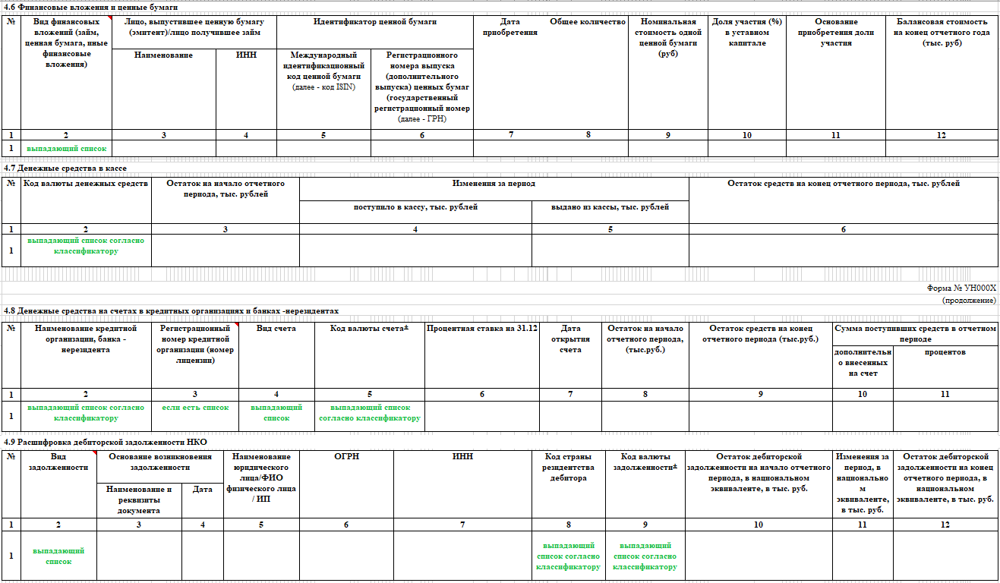 4.6 Финансовые вложения и ценные бумаги
№
Вид финансовых
вложений (займ,
ценная бумага, иные
финансовые
вложения)
Лицо, выпустившее ценную бумагу
(эмитент)/лицо получившее займ
Идентификатор ценной бумаги
Дата
приобретения
Общее количество
Номинальная
стоимость одной
ценной бумаги
(руб)
Доля участия (%)
в уставном
капитале
Основание
приобретения доли
участия
Балансовая стоимость
на конец отчетного года
(тыс. руб)
Наименование
ИНН
Международный
идентификационный
код ценной бумаги
(далее - код ISIN)
Регистрационного
номера выпуска
(дополнительного
выпуска) ценных бумаг
(государственный
регистрационный номер
(далее - ГРН)
1 2 3 4 5 6 7 8 9 10 11 12
1 выпадающий список
4.7 Денежные средства в кассе
№
Код валюты денежных средств
Остаток на начало отчетного
периода, тыс. рублей
Изменения за период
Остаток средств на конец отчетного периода, тыс. рублей
поступило в кассу, тыс. рублей
выдано из кассы, тыс. рублей
1 2 3 4 5 6
1
выпадающий список согласно
классификатору
Форма № УН000Х
(продолжение)
4.8 Денежные средства на счетах в кредитных организациях и банках -нерезидентах
№
Наименование кредитной
организации, банка -
нерезидента
Регистрационный
номер кредитной
организации (номер
лицензии)
Вид счета
Код валюты счета±
Процентная ставка на 31.12
Дата
открытия
счета
Остаток на начало
отчетного периода,
(тыс.руб.)
Остаток средств на конец
отчетного периода (тыс.руб.)
Сумма поступивших средств в отчетном
периоде
дополнительн
о внесенных
на счет
процентов
1 2 3 4 5 6 7 8 9 10 11
1
выпадающий список согласно
классификатору
если есть список
выпадающий
список
выпадающий список
согласно классификатору
4.9 Расшифровка дебиторской задолженности НКО
№
Вид
задолженности
Основание возникновения
задолженности
Наименование
юридического
лица/ФИО
физического лица
/ ИП
ОГРН
ИНН
Код страны
резидентства
дебитора
Код валюты
задолженности±
Остаток дебиторской
задолженности на начало отчетного
периода, в национальном
эквиваленте, в тыс. руб.
Изменения за
период, в
национально
м
эквиваленте,
в тыс. руб.
Остаток дебиторской
задолженности на конец
отчетного периода, в
национальном
эквиваленте, в тыс. руб.
Наименование и
реквизиты
документа
Дата
1 2 3 4 5 6 7 8 9 10 11 12
1
выпадающий
список
выпадающий
список согласно
классификатору
выпадающий
список согласно
классификатору